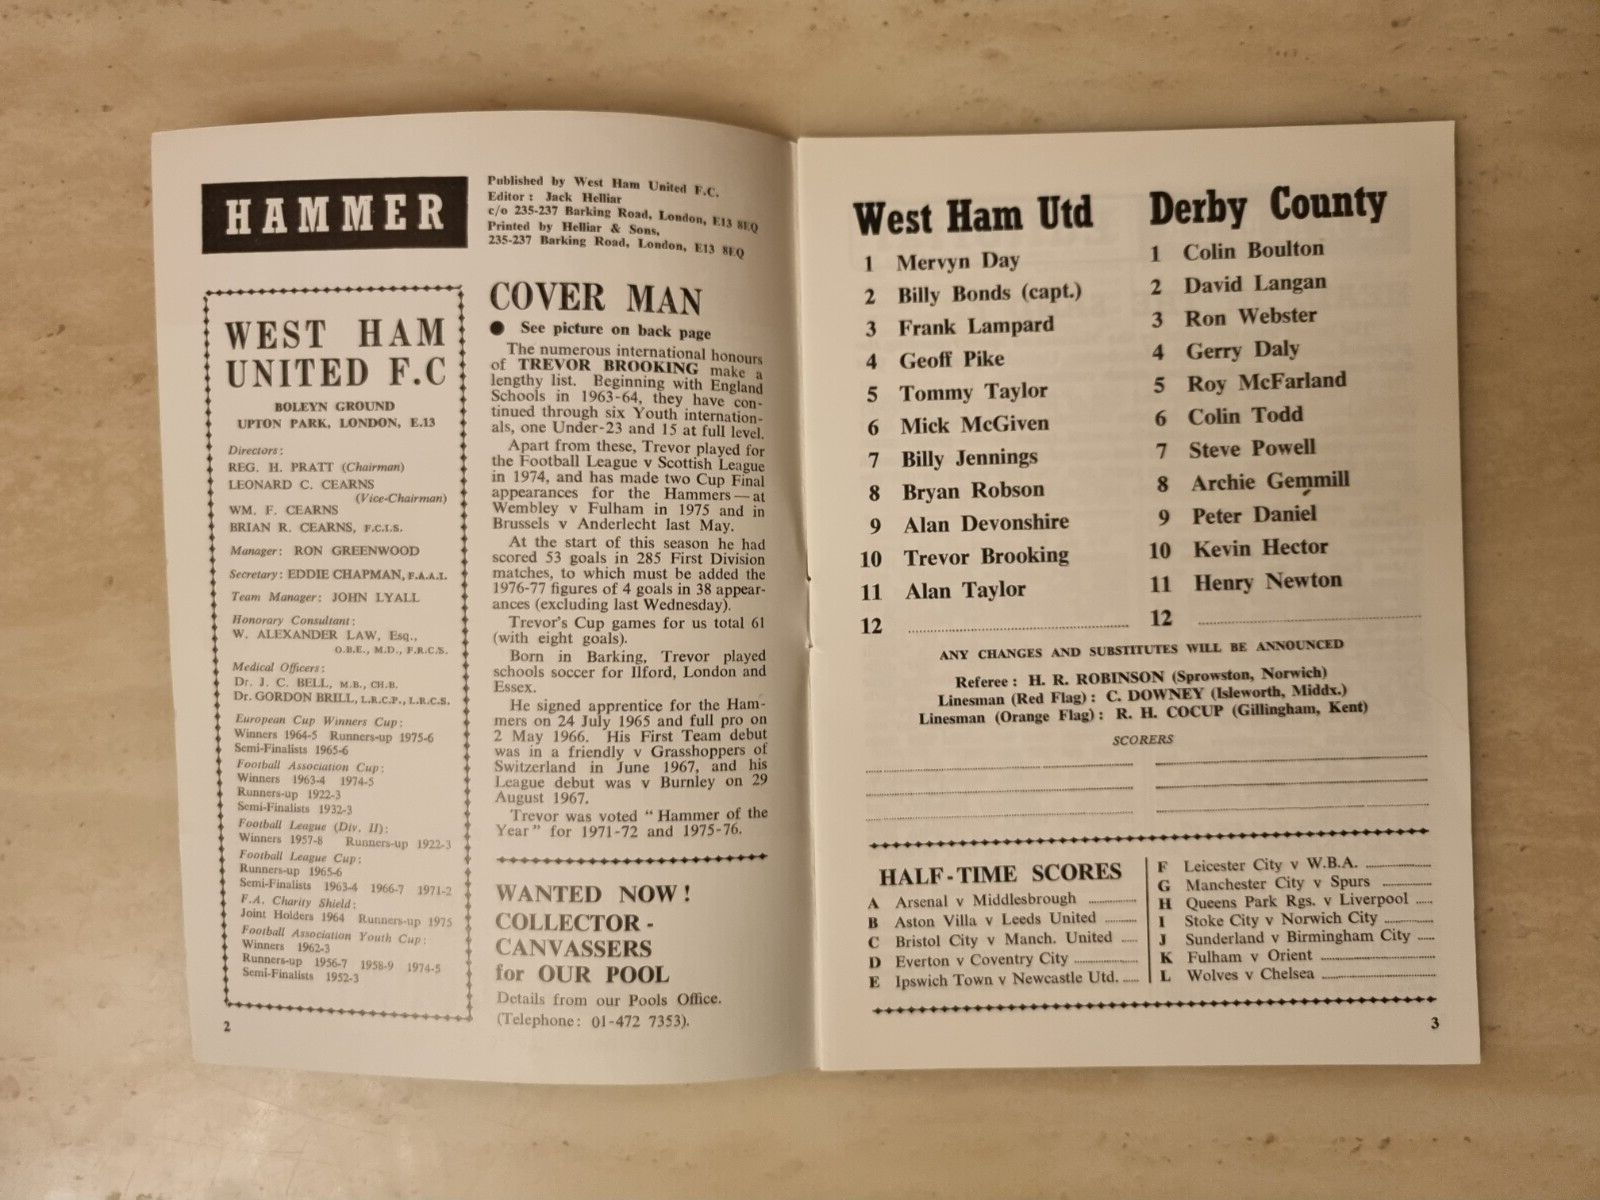 HAMMER
Published by West Ham United F.C.
Editor : Jack Helliar
c/o 235-237 Barking Road, London, E13 8EQ
Printed by Helliar & Sons,
235-237 Barking Road, London, E13 8EQ
WEST HAM
UNITED F.C
BOLEYN GROUND
UPTON PARK, LONDON, E.13
Directors :
REG. H. PRATT (Chairman)
LEONARD C. CEARNS
(Vice-Chairman)
WM. F. CEARNS
BRIAN R. CEARNS, F.C.I.S.
Manager: RON GREENWOOD
Secretary: EDDIE CHAPMAN, F.A.A.I.
Team Manager: JOHN LYALL
Honorary Consultant :
W. ALEXANDER LAW, Esq.,
O.B.E., M.D., F.R.C.S.
Medical Officers :
Dr. J. C. BELL, M.B., CH.B.
Dr. GORDON BRILL, L.R.C.P., L.R.C.S.
European Cup Winners Cup :
Winners 1964-5 Runners-up 1975-6
Semi-Finalists 1965-6
Football Association Cup :
Winners 1963-4 1974-5
Runners-up 1922-3
Semi-Finalists 1932-3
Football League (Div. II) :
Winners 1957-8 Runners-up 1922-3
Football League Cup :
Runners-up 1965-6
Semi-Finalists 1963-4 1966-7 1971-2
F.A. Charity Shield :
Joint Holders 1964 Runners-up 1975
Football Association Youth Cup :
Winners 1962-3
Runners-up 1956-7 1958-9 1974-5
Semi-Finalists 1952-3
2
COVER MAN
● See picture on back page
The numerous international honours
of TREVOR BROOKING make a
lengthy list. Beginning with England
Schools in 1963-64, they have con-
tinued through six Youth internation-
als, one Under-23 and 15 at full level.
Apart from these, Trevor played for
the Football League v Scottish League
in 1974, and has made two Cup Final
appearances for the Hammers—at
Wembley v Fulham in 1975 and in
Brussels v Anderlecht last May.
At the start of this season he had
scored 53 goals in 285 First Division
matches, to which must be added the
1976-77 figures of 4 goals in 38 appear-
ances (excluding last Wednesday).
Trevor's Cup games for us total 61
(with eight goals).
Born in Barking, Trevor played
schools soccer for Ilford, London and
Essex.
He signed apprentice for the Ham-
mers on 24 July 1965 and full pro on
2 May 1966. His First Team debut
was in a friendly v Grasshoppers of
Switzerland in June 1967, and his
League debut was v Burnley on 29
August 1967.
Trevor was voted " Hammer of the
Year " for 1971-72 and 1975-76.
WANTED NOW !
COLLECTOR -
CANVASSERS
for OUR POOL
Details from our Pools Office.
(Telephone: 01-472 7353).
West Ham Utd
1 Mervyn Day
2 Billy Bonds (capt.)
3 Frank Lampard
4 Geoff Pike
5 Tommy Taylor
6 Mick McGiven
7 Billy Jennings
8 Bryan Robson
9 Alan Devonshire
10 Trevor Brooking
11 Alan Taylor
12
Derby County
1 Colin Boulton
2 David Langan
3 Ron Webster
4 Gerry Daly
5 Roy McFarland
6 Colin Todd
7 Steve Powell
8 Archie Gemmill
9 Peter Daniel
10 Kevin Hector
11 Henry Newton
12
ANY CHANGES AND SUBSTITUTES WILL BE ANNOUNCED
Referee : H. R. ROBINSON (Sprowston, Norwich)
Linesman (Red Flag) : C. DOWNEY (Isleworth, Middx.)
Linesman (Orange Flag) : R. H. COCUP (Gillingham, Kent)
SCORERS
HALF-TIME SCORES
A Arsenal v Middlesbrough
B Aston Villa v Leeds United
C Bristol City v Manch. United
D Everton v Coventry City
E Ipswich Town v Newcastle Utd.
F Leicester City v W.B.A.
G Manchester City v Spurs
H Queens Park Rgs. v Liverpool
I Stoke City v Norwich City
J Sunderland v Birmingham City
K Fulham v Orient
L Wolves v Chelsea
3